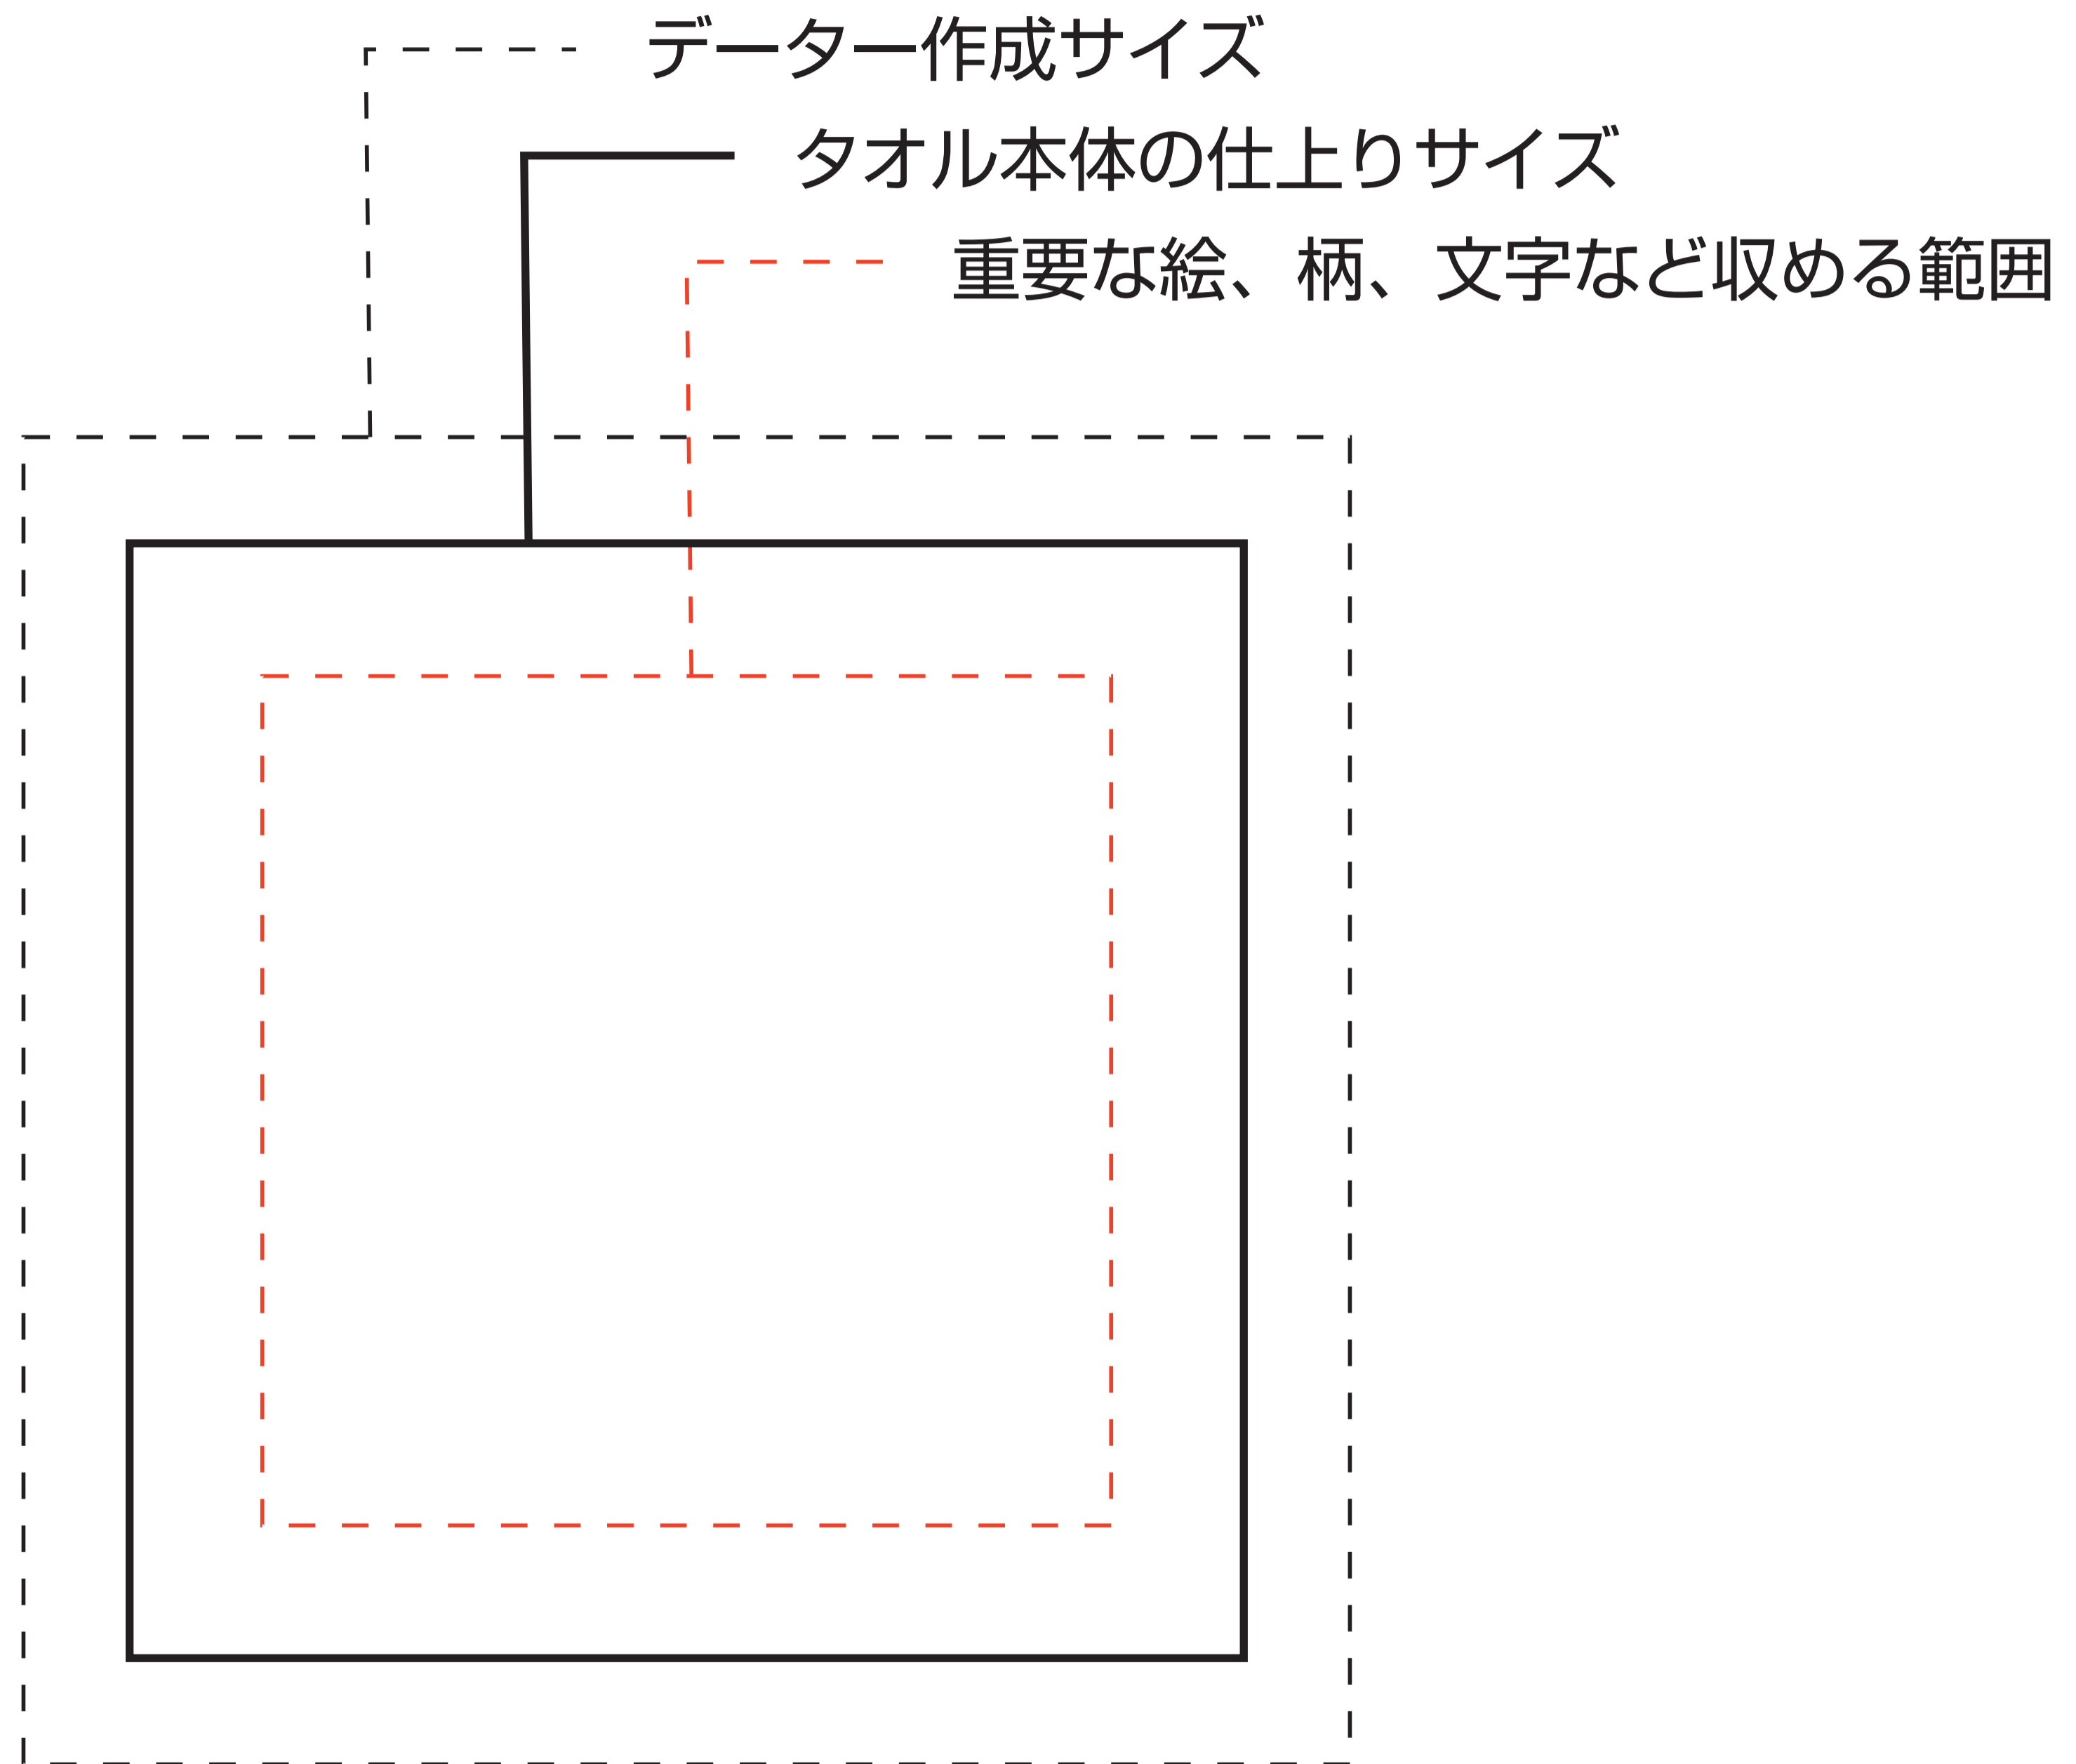 データー作成サイズ
タオル本体の仕上りサイズ
重要な絵、柄、文字など収める範囲